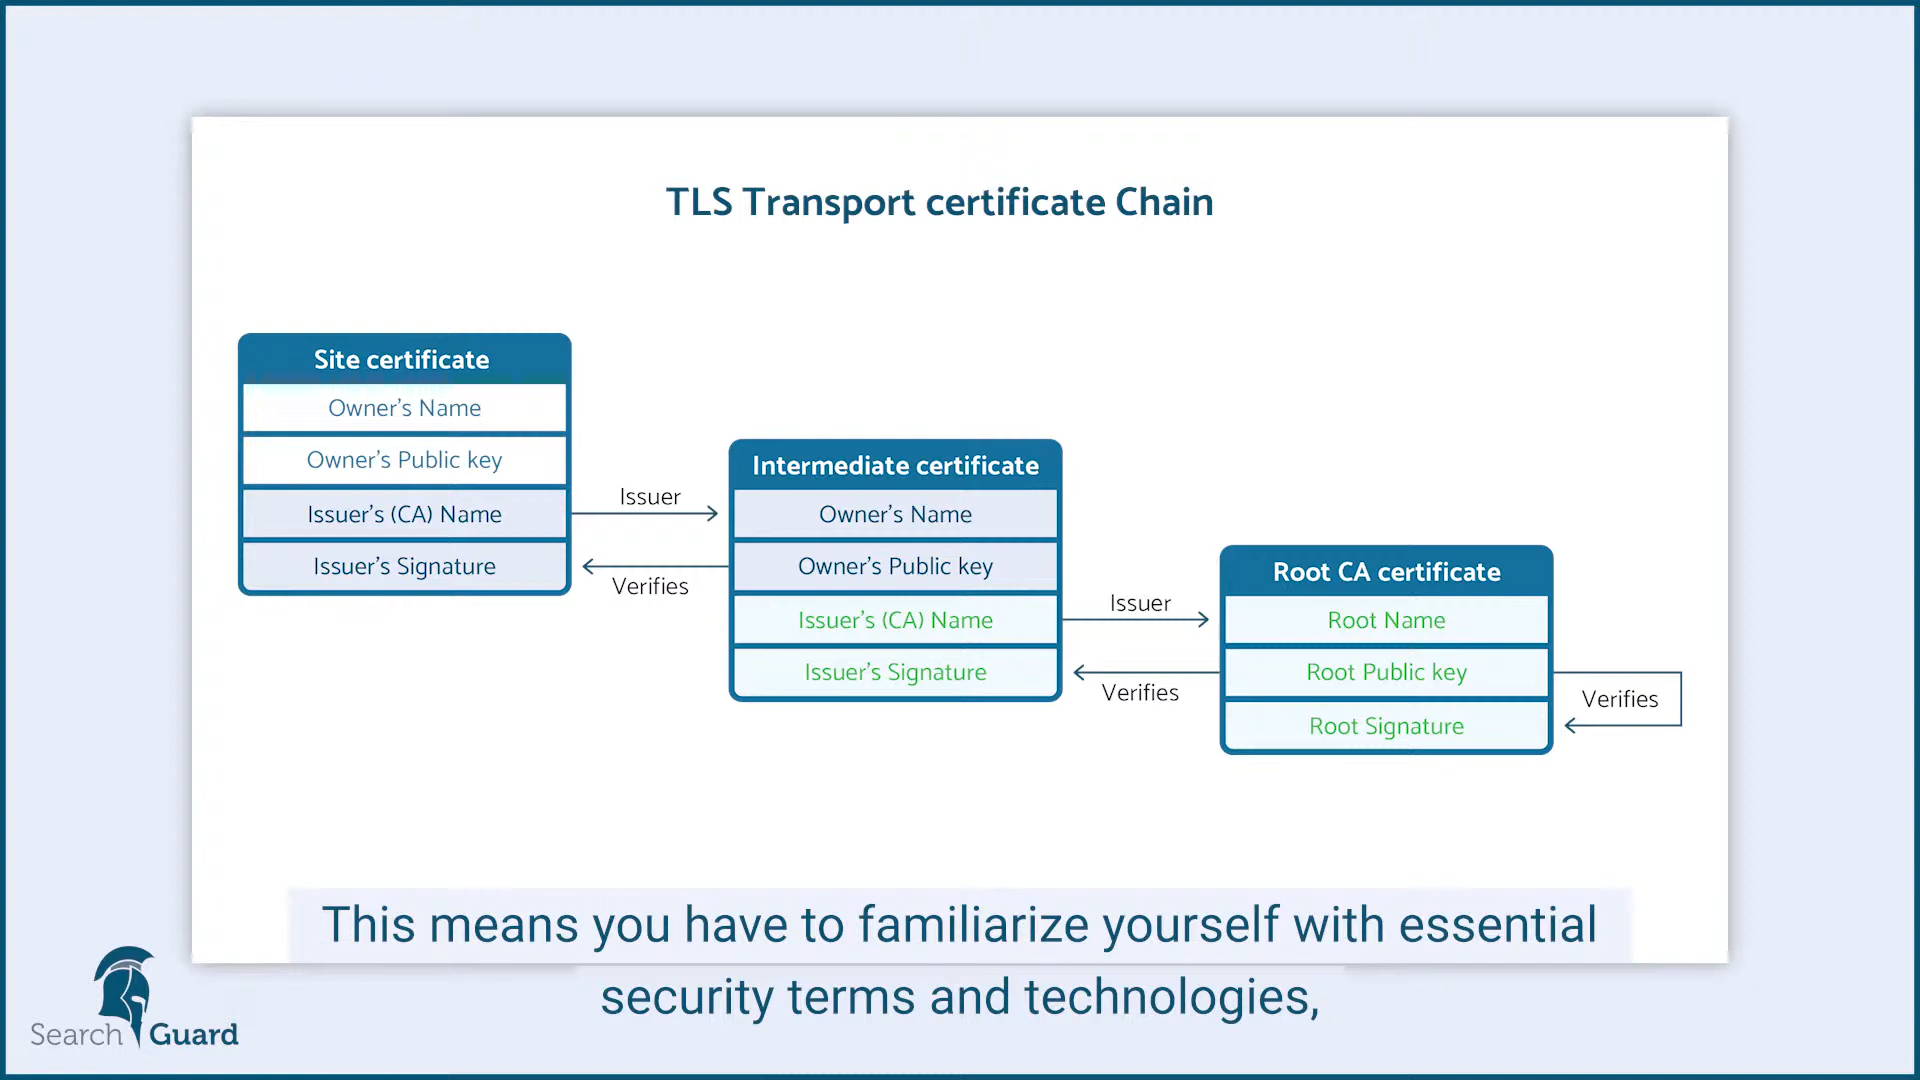 TLS Transport certificate Chain
Site certificate
Owner’s Name
Owner’s Public key
Issuer’s (CA) Name
Issuer’s Signature
Issuer
Verifies
Intermediate certificate
Owner’s Name
Owner’s Public key
Issuer’s (CA) Name
Issuer’s Signature
Issuer
Verifies
Root CA certificate
Root Name
Root Public key
Root Signature
Verifies
This means you have to familiarize yourself with essential
security terms and technologies,
Search Guard